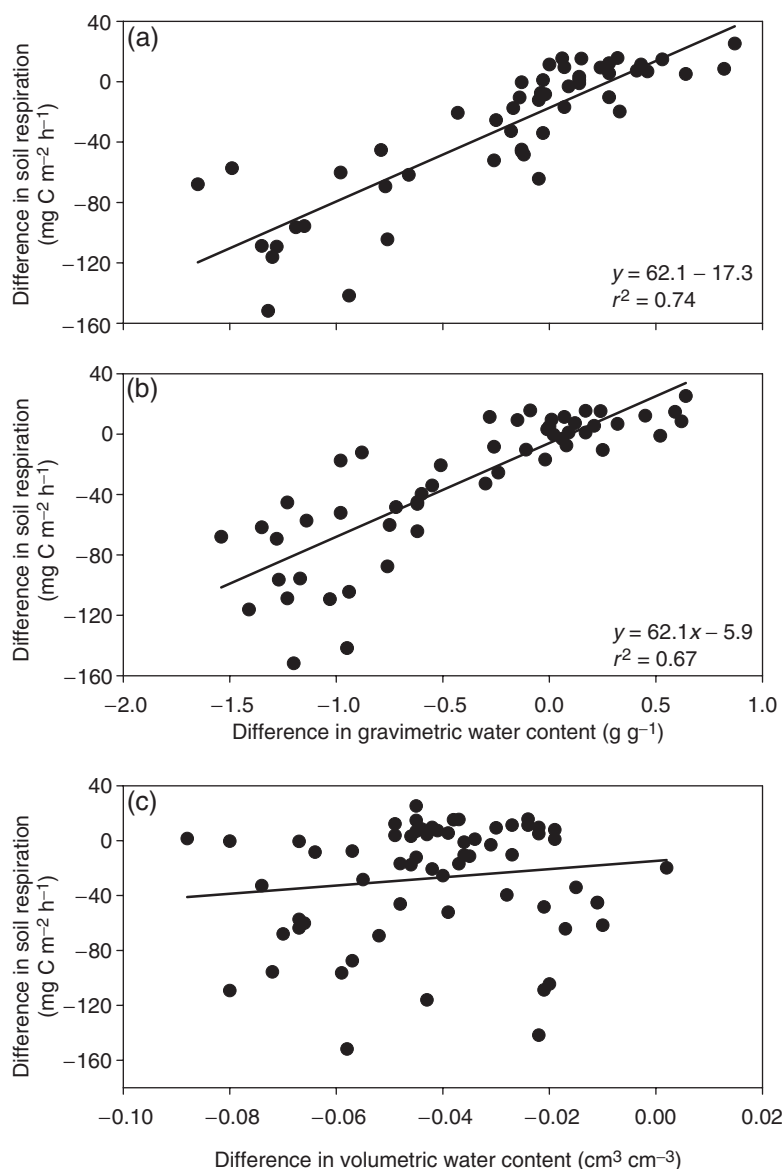 (a)
40
0
−40
−80
−120
−160
Difference in soil respiration
(mg C m⁻² h⁻¹)
y = 62.1 − 17.3
r² = 0.74
(b)
40
0
−40
−80
−120
−160
Difference in soil respiration
(mg C m⁻² h⁻¹)
y = 62.1x − 5.9
r² = 0.67
−2.0 −1.5 −1.0 −0.5 0.0 0.5 1.0
Difference in gravimetric water content (g g⁻¹)
(c)
40
0
−40
−80
−120
−160
Difference in soil respiration
(mg C m⁻² h⁻¹)
−0.10 −0.08 −0.06 −0.04 −0.02 0.00 0.02
Difference in volumetric water content (cm³ cm⁻³)